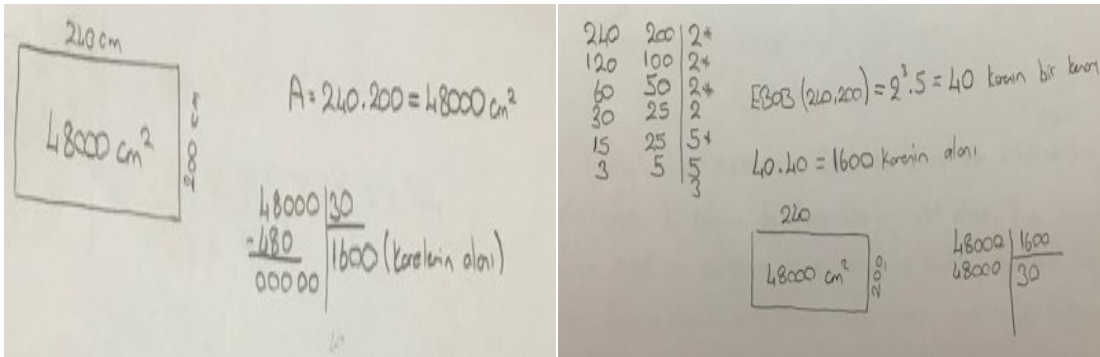 240 cm
48000 cm²
200 cm
A = 240.200 = 48000 cm²
48000 | 30
-480 | 1600 (karelerin alanı)
00000
240 200 | 2*
120 100 | 2*
60 50 | 2*
30 25 | 2
15 25 | 5*
3 5 | 5
3
EBOB (240,200) = 2³.5 = 40 karenin bir kenarı
40.40 = 1600 karenin alanı
240
48000 cm²
200
48000 | 1600
48000 | 30